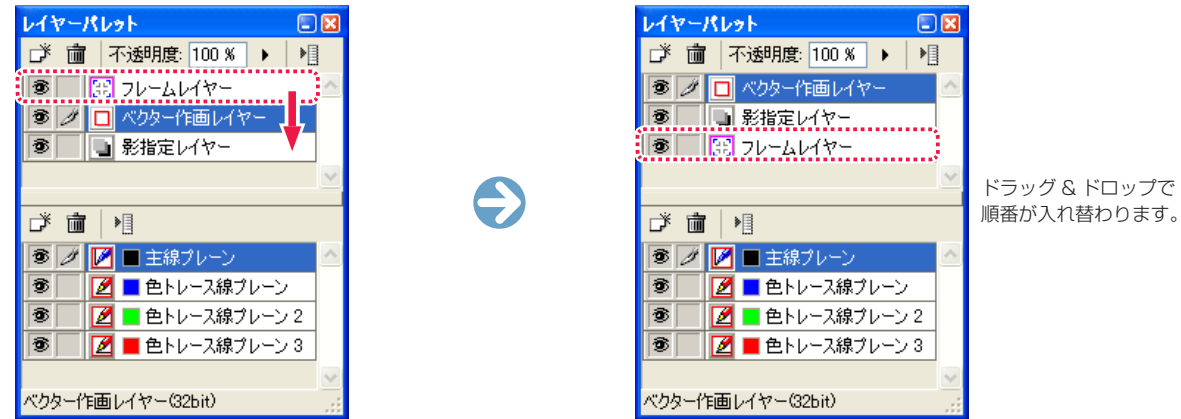 レイヤーパレット
不透明度: 100 %
フレームレイヤー
ベクター作画レイヤー
影指定レイヤー
主線プレーン
色トレース線プレーン
色トレース線プレーン 2
色トレース線プレーン 3
ベクター作画レイヤー(32bit)
レイヤーパレット
不透明度: 100 %
ベクター作画レイヤー
影指定レイヤー
フレームレイヤー
主線プレーン
色トレース線プレーン
色トレース線プレーン 2
色トレース線プレーン 3
ベクター作画レイヤー(32bit)
ドラッグ & ドロップで
順番が入れ替わります。